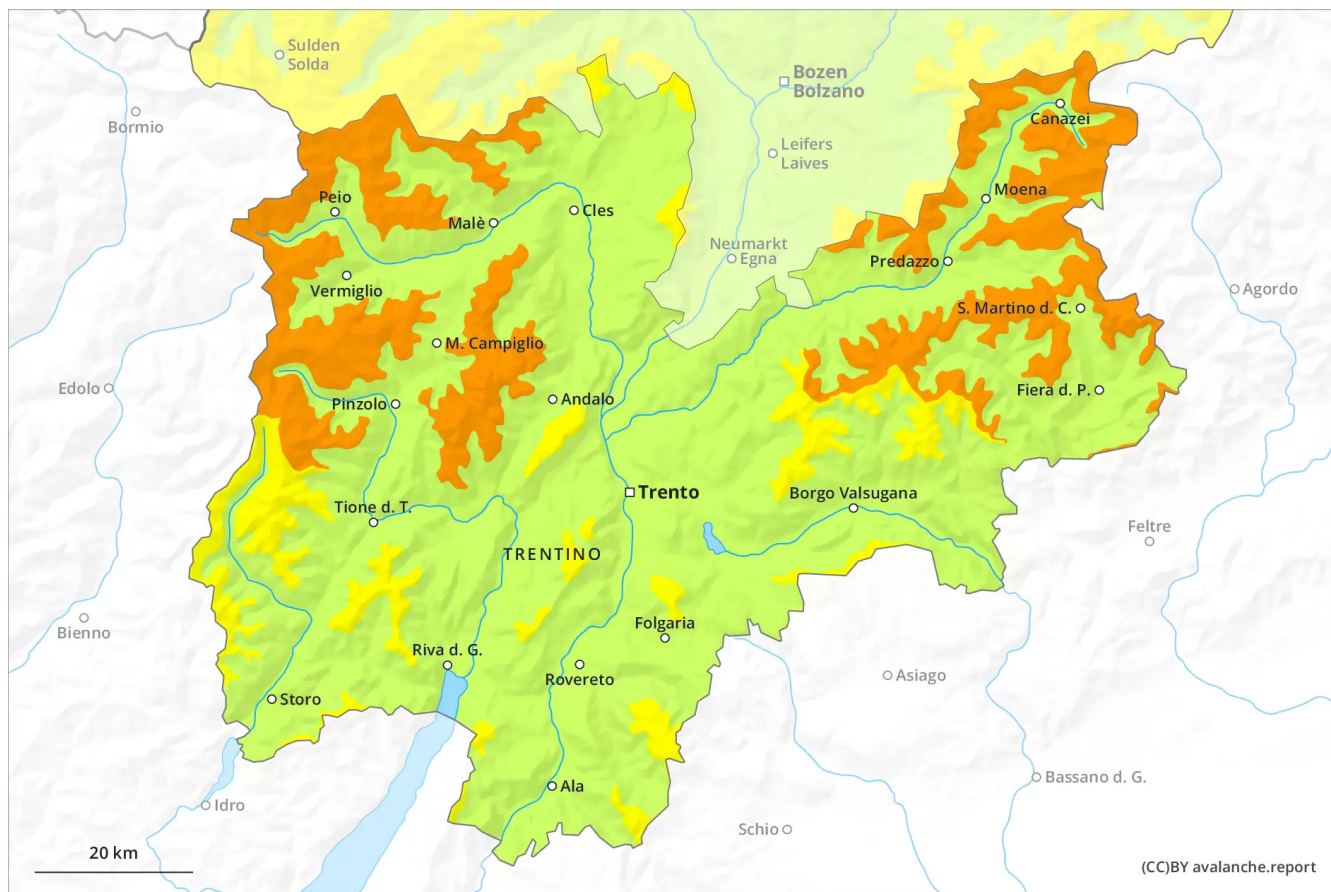 Sulden
Solda
Bozen
Bolzano
Bormio
Canazei
Leifers
Laives
Moena
Peio
Malè
Cles
Neumarkt
Egna
Predazzo
Vermiglio
Agordo
S. Martino d. C.
M. Campiglio
Edolo
Pinzolo
Andalo
Fiera d. P.
Trento
Borgo Valsugana
Tione d. T.
Feltre
TRENTINO
Bienno
Folgaria
Riva d. G.
Rovereto
Asiago
Storo
Bassano d. G.
Ala
Idro
Schio
20 km
(CC)BY avalanche.report